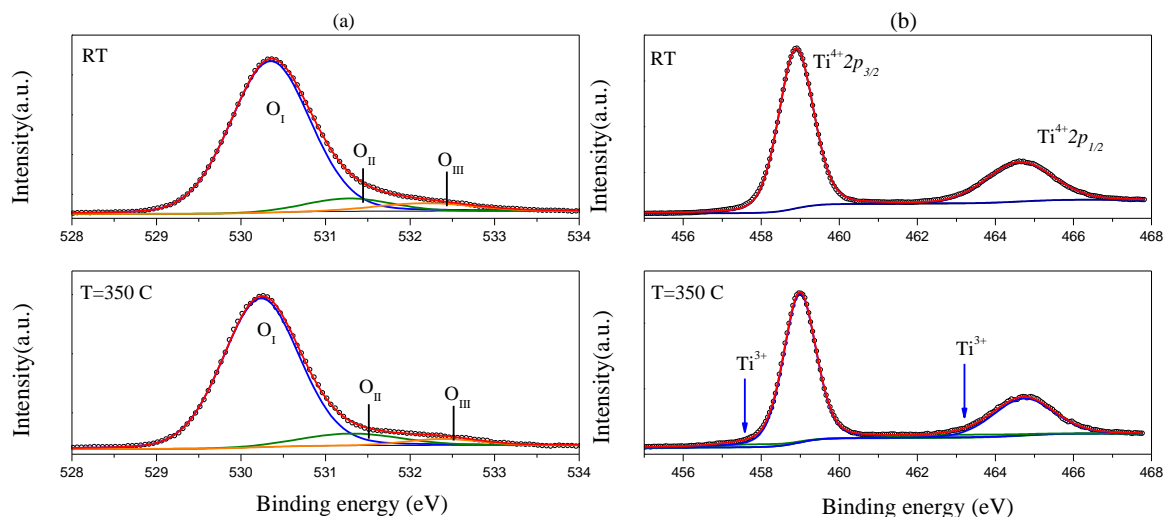 (a)
RT
O_I
O_II
O_III
Intensity(a.u.)
528 529 530 531 532 533 534
T=350 C
O_I
O_II
O_III
Intensity(a.u.)
528 529 530 531 532 533 534
Binding energy (eV)
(b)
RT
Ti^4+ 2p_3/2
Ti^4+ 2p_1/2
Intensity(a.u.)
456 458 460 462 464 466 468
T=350 C
Ti^3+
Ti^3+
Intensity(a.u.)
456 458 460 462 464 466 468
Binding energy (eV)